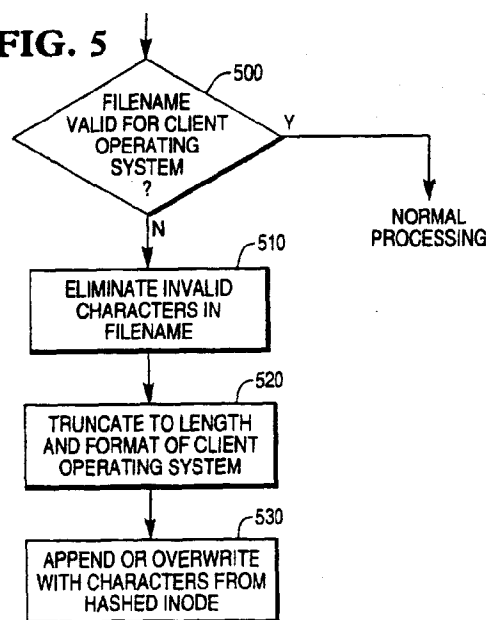 FIG. 5
500
FILENAME
VALID FOR CLIENT
OPERATING
SYSTEM
?
Y
N
NORMAL
PROCESSING
510
ELIMINATE INVALID
CHARACTERS IN
FILENAME
520
TRUNCATE TO LENGTH
AND FORMAT OF CLIENT
OPERATING SYSTEM
530
APPEND OR OVERWRITE
WITH CHARACTERS FROM
HASHED INODE